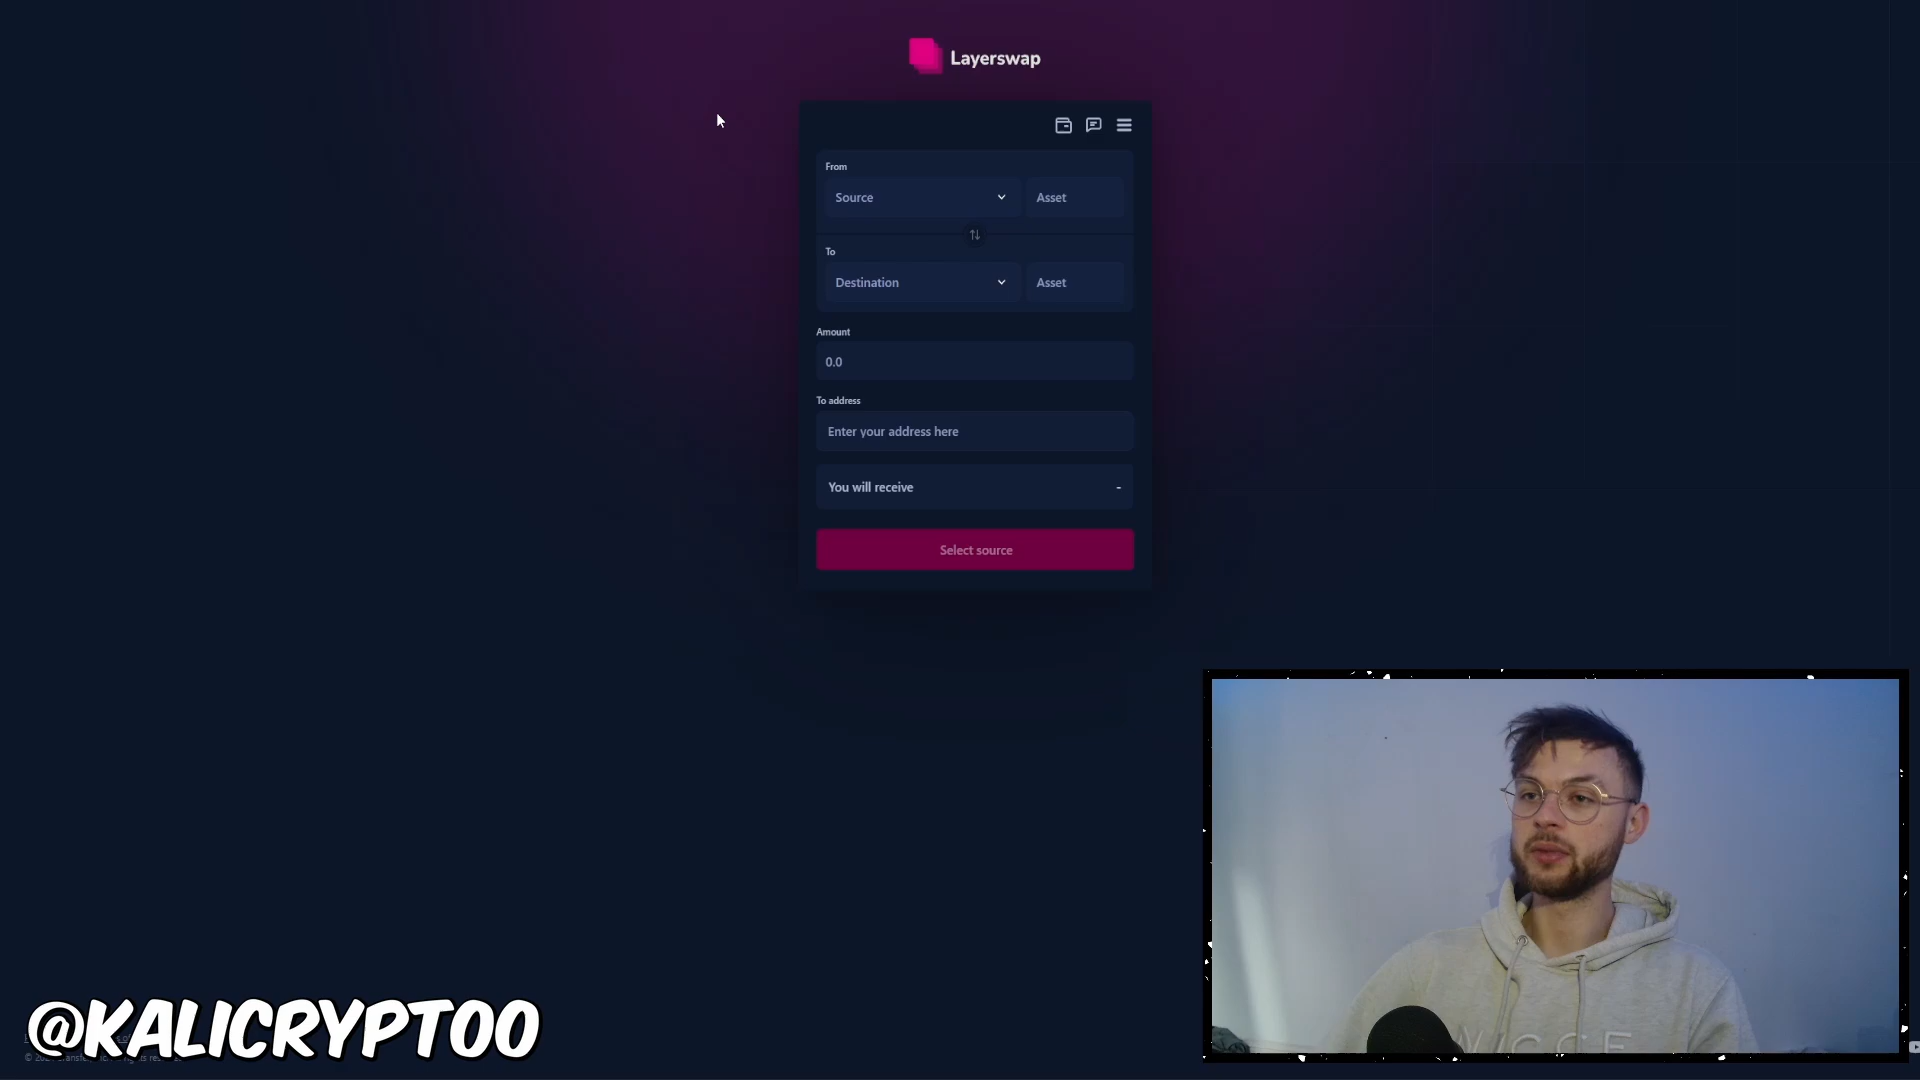 Layerswap
From
Source
Asset
To
Destination
Asset
Amount
0.0
To address
Enter your address here
You will receive
-
Select source
@KALICRYPTOO